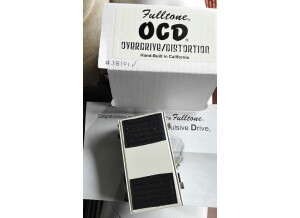 Fulltone.
OCD®
OVERDRIVE/DISTORTION
Hand-Built in California
Fulltone.
ulsive Drive,